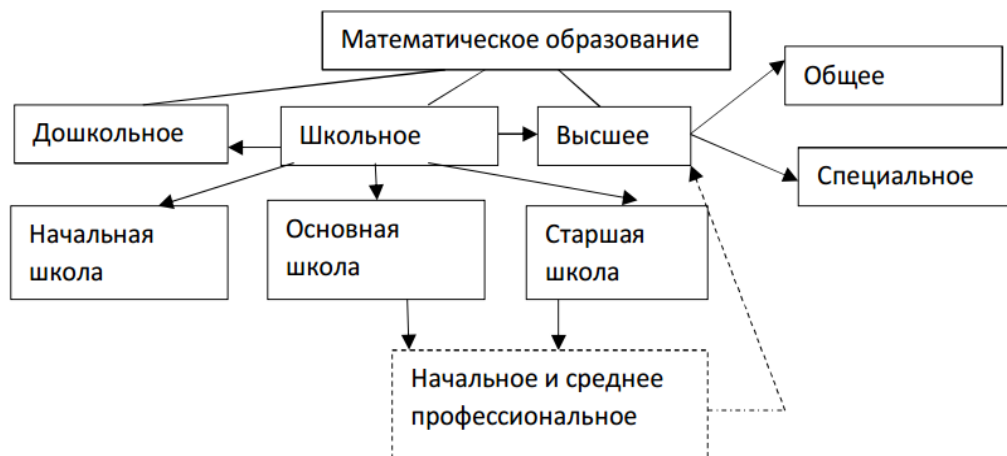 Математическое образование
Общее
Дошкольное
Школьное
Высшее
Специальное
Начальная
школа
Основная
школа
Старшая
школа
Начальное и среднее
профессиональное